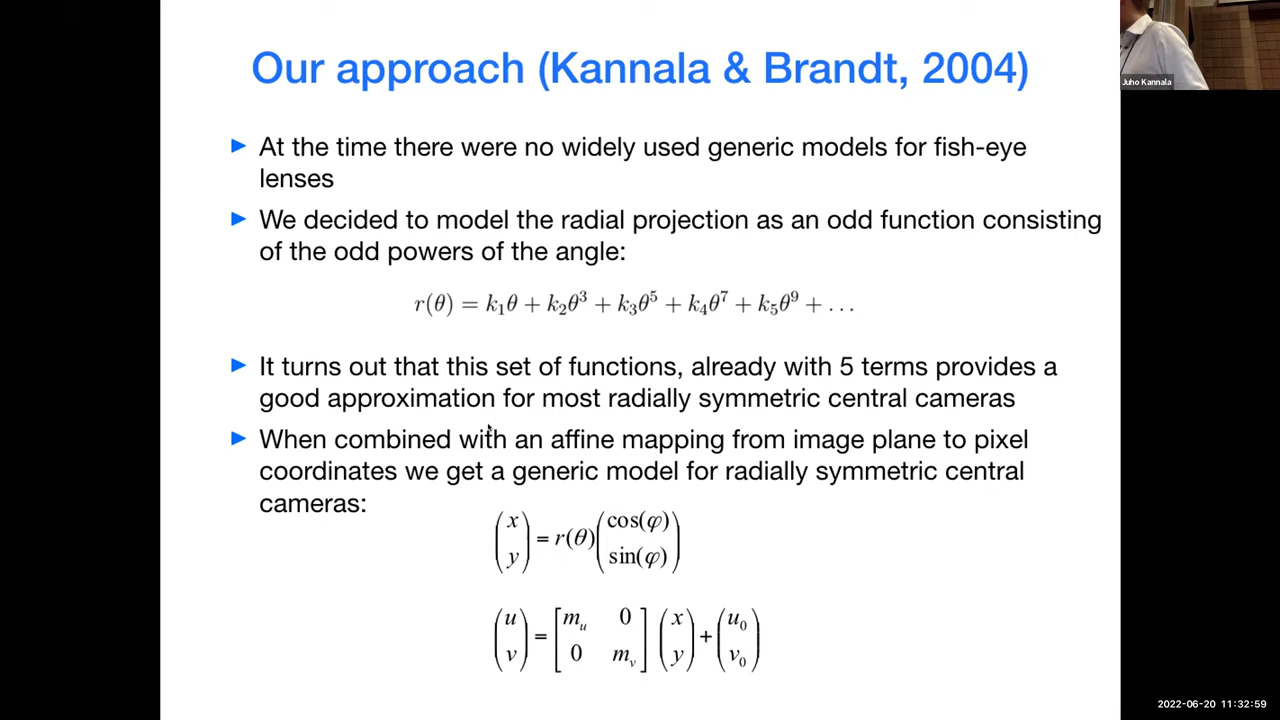 Our approach (Kannala & Brandt, 2004)
Juho Kannala
► At the time there were no widely used generic models for fish-eye
lenses
► We decided to model the radial projection as an odd function consisting
of the odd powers of the angle:
r(θ) = k₁θ + k₂θ³ + k₃θ⁵ + k₄θ⁷ + k₅θ⁹ + . . .
► It turns out that this set of functions, already with 5 terms provides a
good approximation for most radially symmetric central cameras
► When combined with an affine mapping from image plane to pixel
coordinates we get a generic model for radially symmetric central
cameras:
(x y) = r(θ) (cos(φ) sin(φ))
(u v) = [m_u 0 0 m_v] (x y) + (u₀ v₀)
2022-06-20 11:32:59